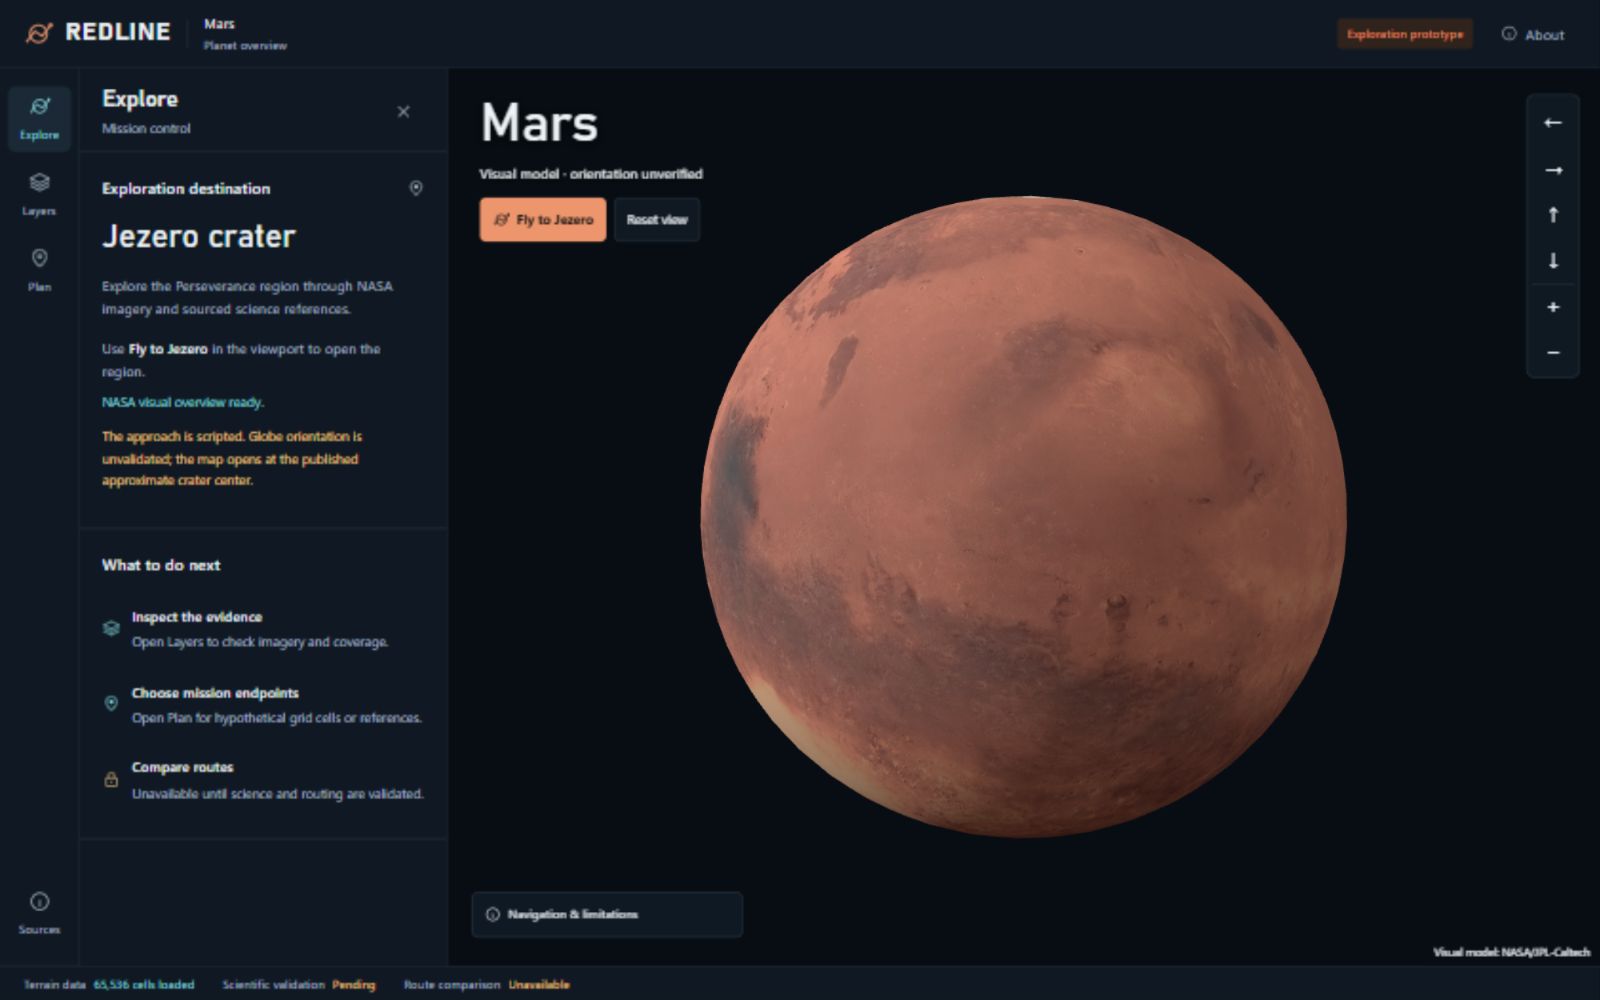 REDLINE
Mars
Planet overview
Exploration prototype
About
Explore
Layers
Plan
Sources
Explore
Mission control
Exploration destination
Jezero crater
Explore the Perseverance region through NASA
imagery and sourced science references.
Use Fly to Jezero in the viewport to open the
region.
NASA visual overview ready.
The approach is scripted. Globe orientation is
unvalidated; the map opens at the published
approximate crater center.
What to do next
Inspect the evidence
Open Layers to check imagery and coverage.
Choose mission endpoints
Open Plan for hypothetical grid cells or references.
Compare routes
Unavailable until science and routing are validated.
Mars
Visual model - orientation unverified
Fly to Jezero
Reset view
Navigation & limitations
Visual model: NASA/JPL-Caltech
Terrain data 65,536 cells loaded
Scientific validation Pending
Route comparison Unavailable